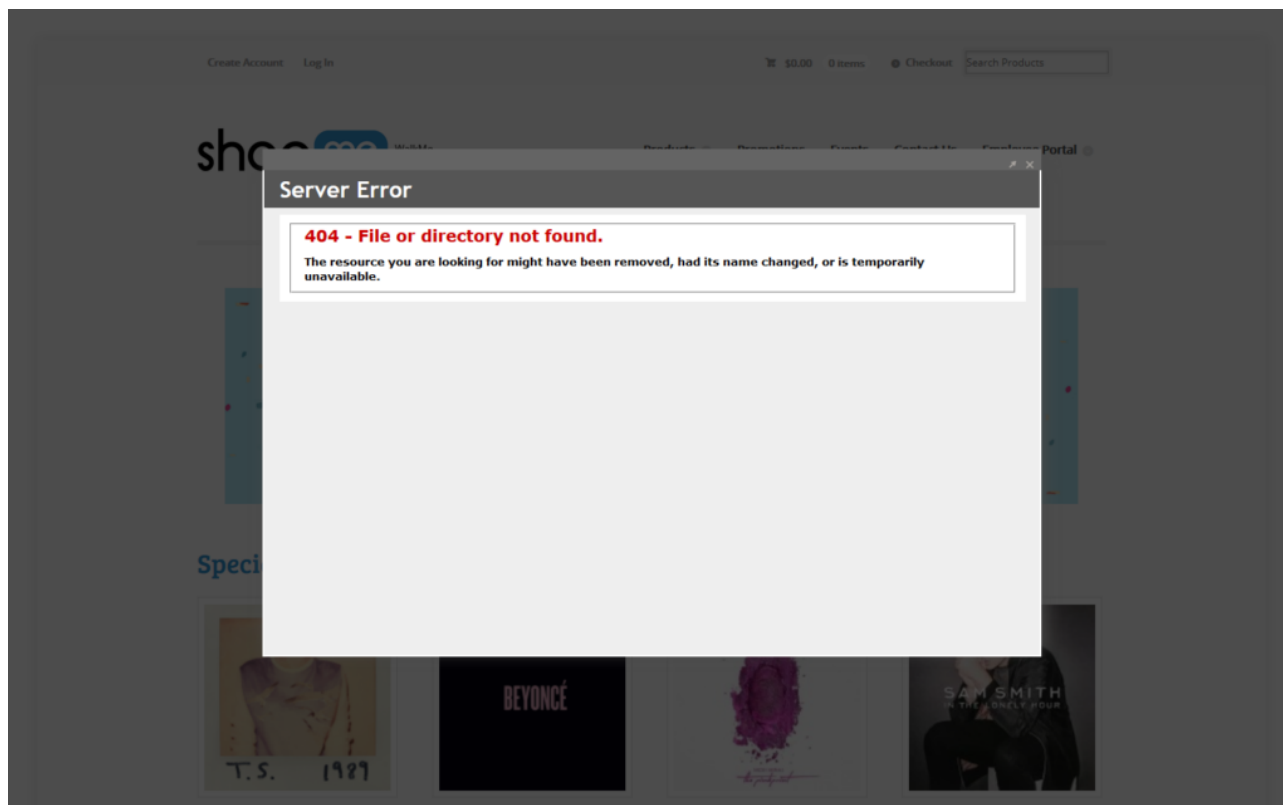 Create Account Log In $0.00 0 items Checkout Search Products
Portal
Server Error
404 - File or directory not found.
The resource you are looking for might have been removed, had its name changed, or is temporarily
unavailable.
BEYONCÉ
SAM SMITH
IN THE LONELY HOUR
T.S. 1989